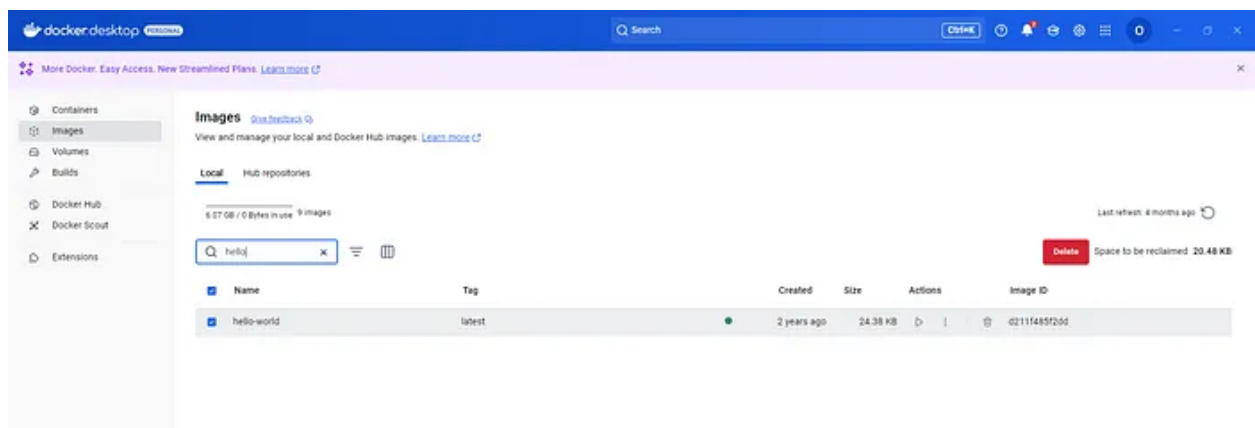 docker.desktop PERSONAL Search Ctrl+K O
More Docker. Easy Access. New Streamlined Plans. Learn more
Containers
Images
Volumes
Builds
Docker Hub
Docker Scout
Extensions
Images Give feedback
View and manage your local and Docker Hub images. Learn more
Local Hub repositories
6.07 GB / 0 Bytes in use 9 images
Last refresh: 4 months ago
hello
Delete Space to be reclaimed 20.48 KB
Name Tag Created Size Actions Image ID
hello-world latest 2 years ago 24.38 KB d211f485f2dd